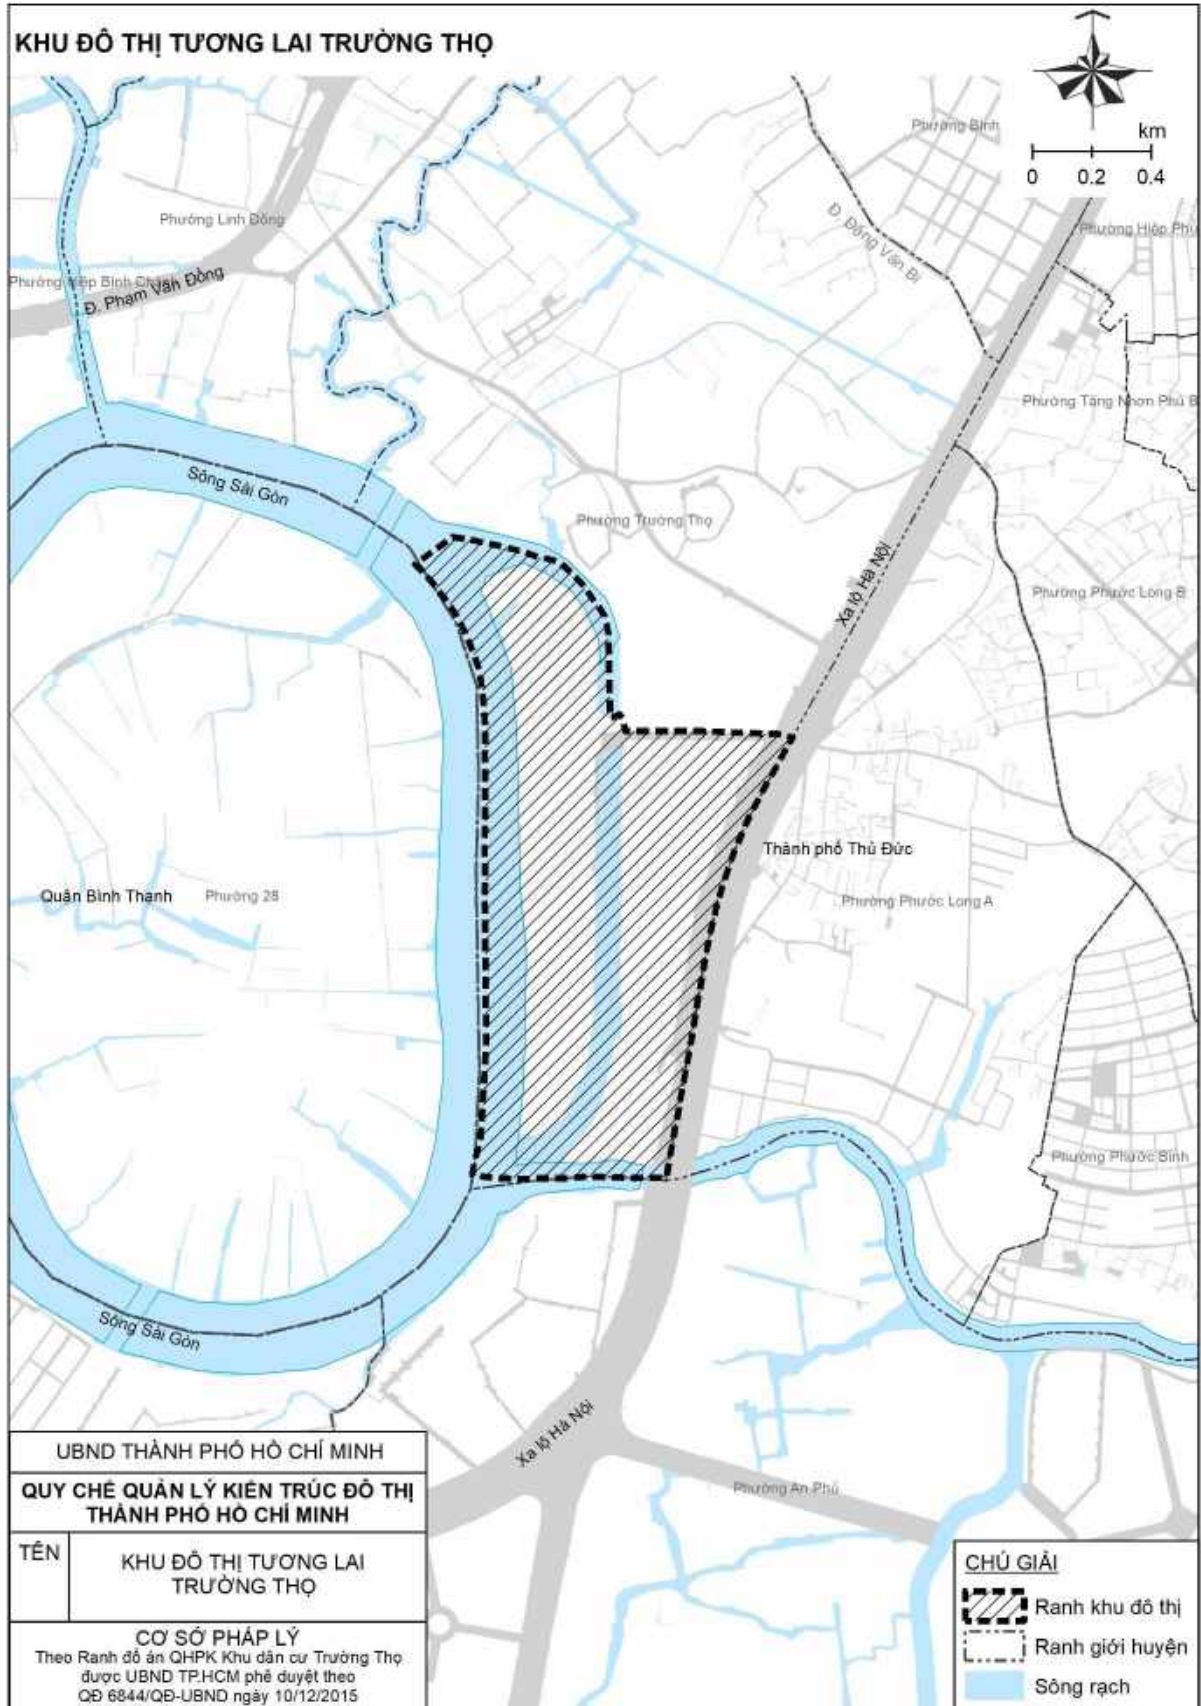 KHU ĐÔ THỊ TƯƠNG LAI TRƯỜNG THỌ
km
0 0.2 0.4
Phường Bình
Phường Linh Đông
Đ. Đặng Văn Bi
Phường Hiệp Phú
Phường Hiệp Bình Chánh
Đ. Phạm Văn Đồng
Phường Tăng Nhơn Phú B
Sông Sài Gòn
Phường Trường Thọ
Xa lộ Hà Nội
Phường Phước Long B
Thành phố Thủ Đức
Quận Bình Thạnh
Phường 28
Phường Phước Long A
Phường Phước Bình
Sông Sài Gòn
Xa lộ Hà Nội
Phường An Phú
UBND THÀNH PHỐ HỒ CHÍ MINH
QUY CHẾ QUẢN LÝ KIẾN TRÚC ĐÔ THỊ
THÀNH PHỐ HỒ CHÍ MINH
TÊN
KHU ĐÔ THỊ TƯƠNG LAI
TRƯỜNG THỌ
CƠ SỞ PHÁP LÝ
Theo Ranh đồ án QHPK Khu dân cư Trường Thọ
được UBND TP.HCM phê duyệt theo
QĐ 6844/QĐ-UBND ngày 10/12/2015
CHÚ GIẢI
Ranh khu đô thị
Ranh giới huyện
Sông rạch